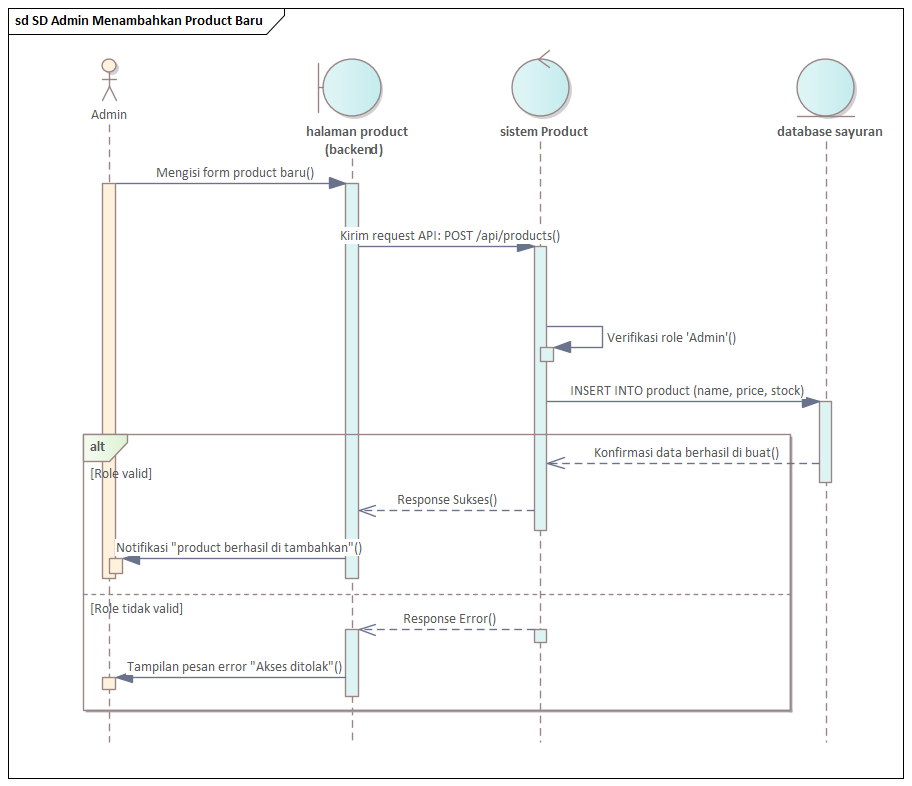 sd SD Admin Menambahkan Product Baru
Admin
halaman product
(backend)
sistem Product
database sayuran
Mengisi form product baru()
Kirim request API: POST /api/products()
Verifikasi role 'Admin'()
INSERT INTO product (name, price, stock)
alt
Konfirmasi data berhasil di buat()
[Role valid]
Response Sukses()
Notifikasi "product berhasil di tambahkan"()
[Role tidak valid]
Response Error()
Tampilan pesan error "Akses ditolak"()